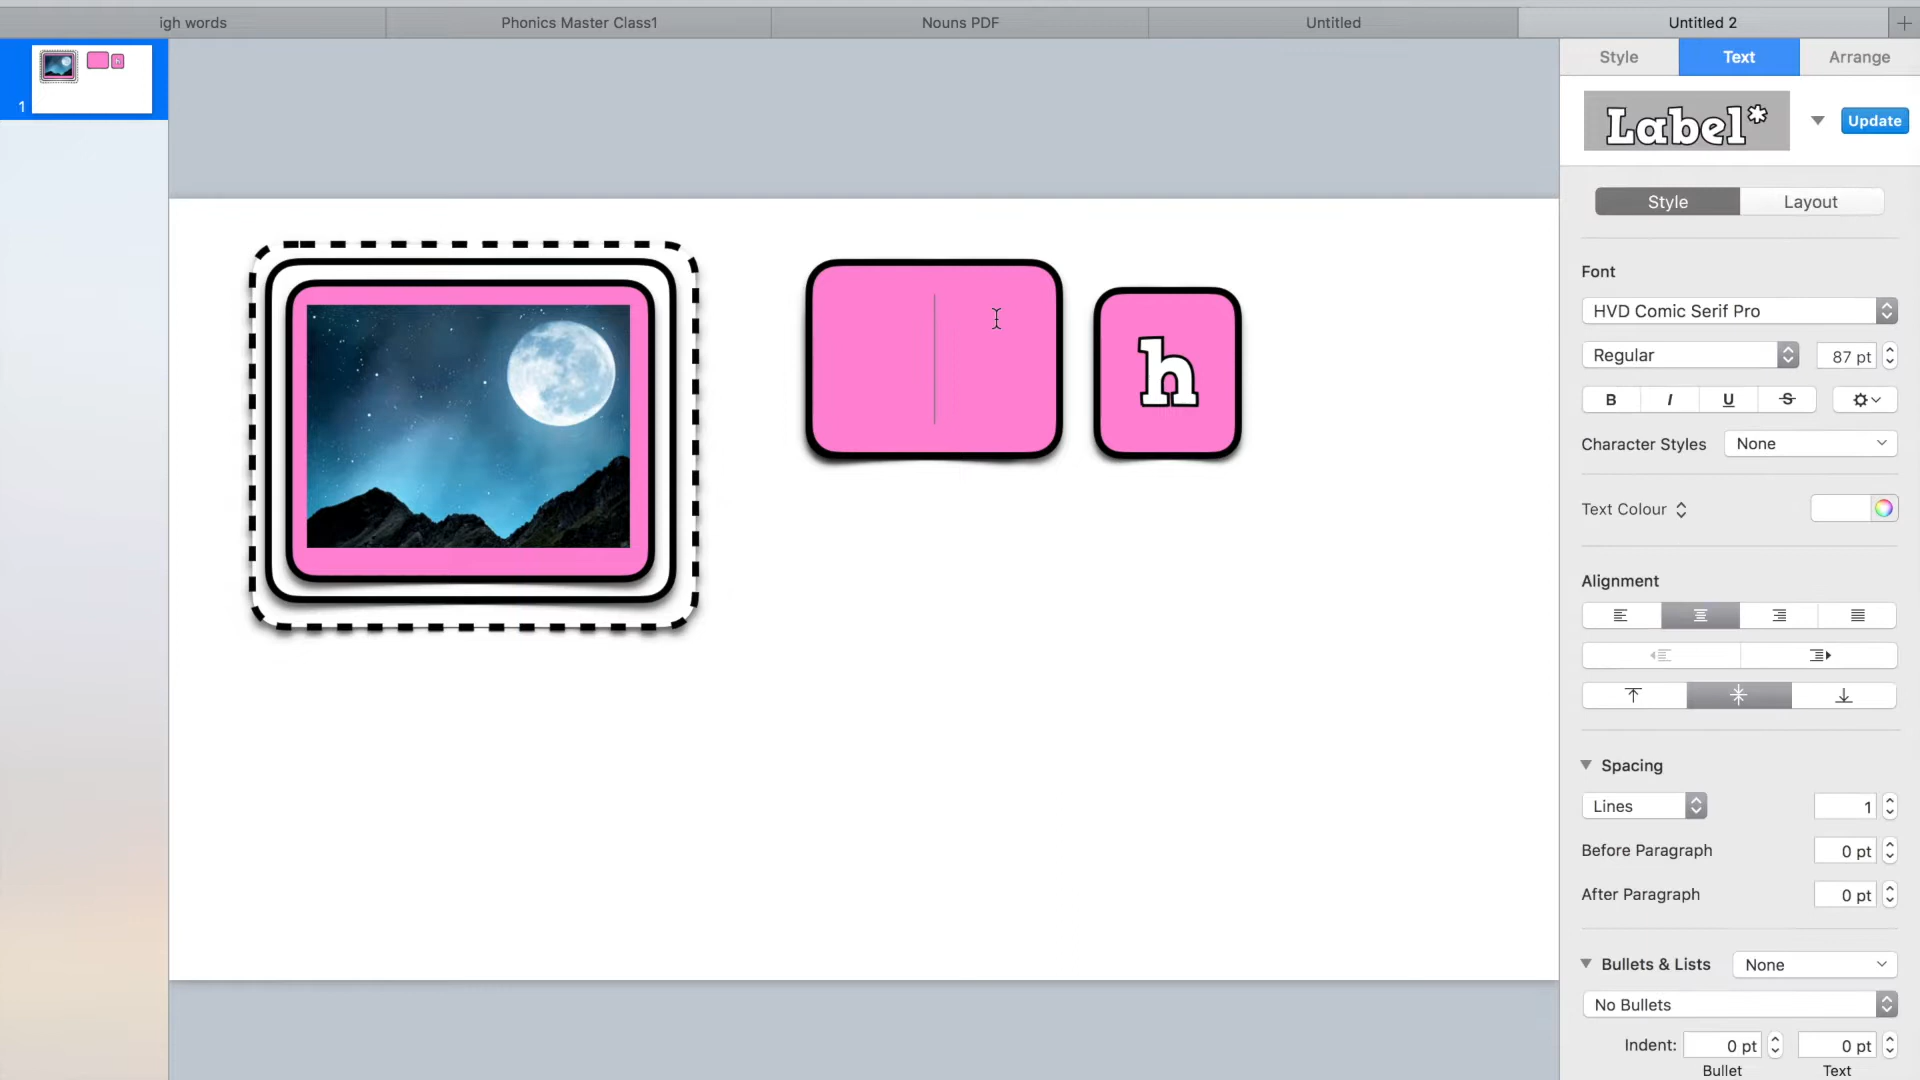 igh words
Phonics Master Class1
Nouns PDF
Untitled
Untitled 2
1
h
h
Style
Text
Arrange
Label*
Update
Style
Layout
Font
HVD Comic Serif Pro
Regular
87 pt
B
I
U
S
Character Styles
None
Text Colour
Alignment
Spacing
Lines
1
Before Paragraph
0 pt
After Paragraph
0 pt
Bullets & Lists
None
No Bullets
Indent:
0 pt
0 pt
Bullet
Text